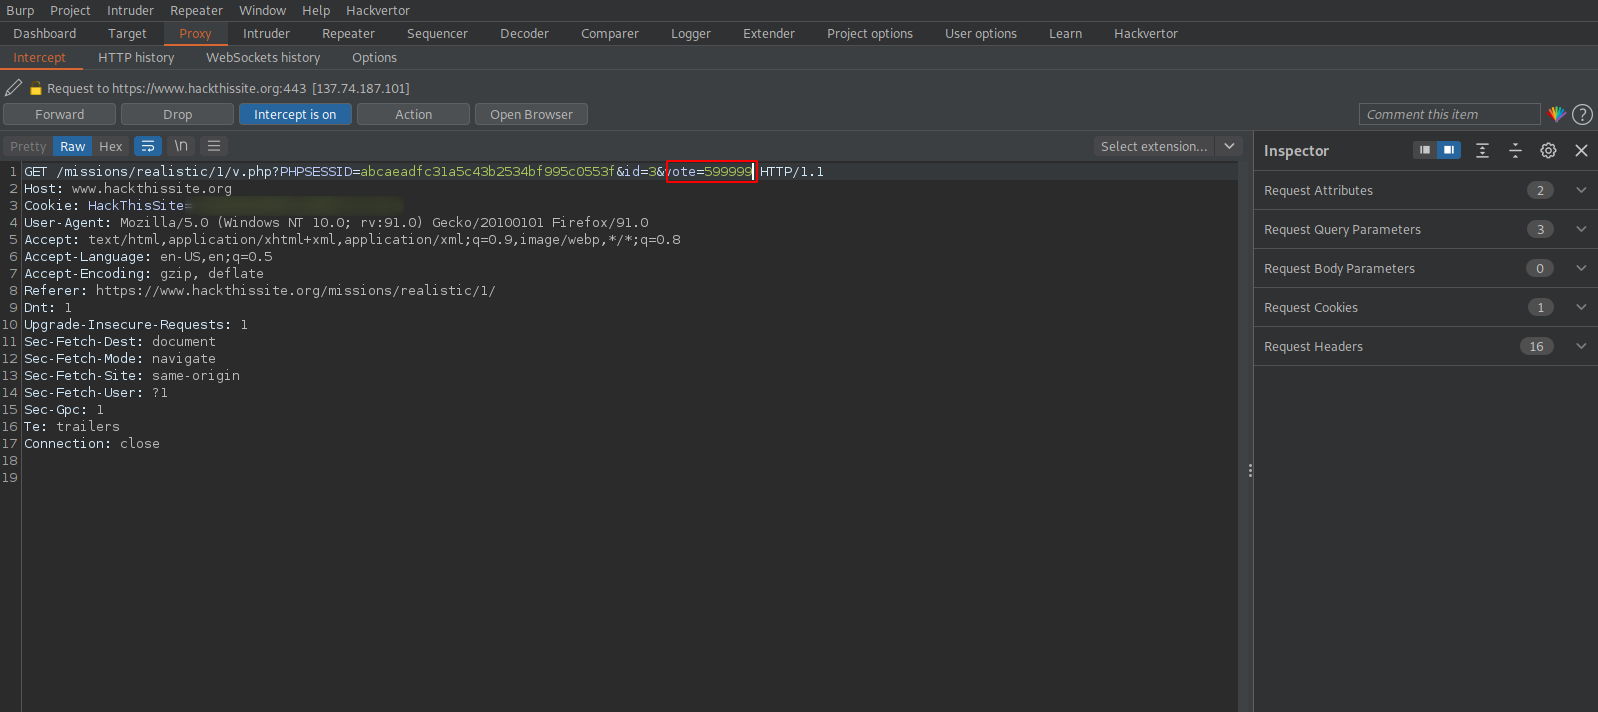 Burp Project Intruder Repeater Window Help Hackvertor
Dashboard Target Proxy Intruder Repeater Sequencer Decoder Comparer Logger Extender Project options User options Learn Hackvertor
Intercept HTTP history WebSockets history Options
Request to https://www.hackthissite.org:443 [137.74.187.101]
Forward Drop Intercept is on Action Open Browser Comment this item ?
Pretty Raw Hex \n Select extension... Inspector
1 GET /missions/realistic/1/v.php?PHPSESSID=abcaeadfc31a5c43b2534bf995c0553f&id=3&vote=599999 HTTP/1.1
2 Host: www.hackthissite.org
3 Cookie: HackThisSite=
4 User-Agent: Mozilla/5.0 (Windows NT 10.0; rv:91.0) Gecko/20100101 Firefox/91.0
5 Accept: text/html,application/xhtml+xml,application/xml;q=0.9,image/webp,*/*;q=0.8
6 Accept-Language: en-US,en;q=0.5
7 Accept-Encoding: gzip, deflate
8 Referer: https://www.hackthissite.org/missions/realistic/1/
9 Dnt: 1
10 Upgrade-Insecure-Requests: 1
11 Sec-Fetch-Dest: document
12 Sec-Fetch-Mode: navigate
13 Sec-Fetch-Site: same-origin
14 Sec-Fetch-User: ?1
15 Sec-Gpc: 1
16 Te: trailers
17 Connection: close
18
19
Request Attributes 2
Request Query Parameters 3
Request Body Parameters 0
Request Cookies 1
Request Headers 16